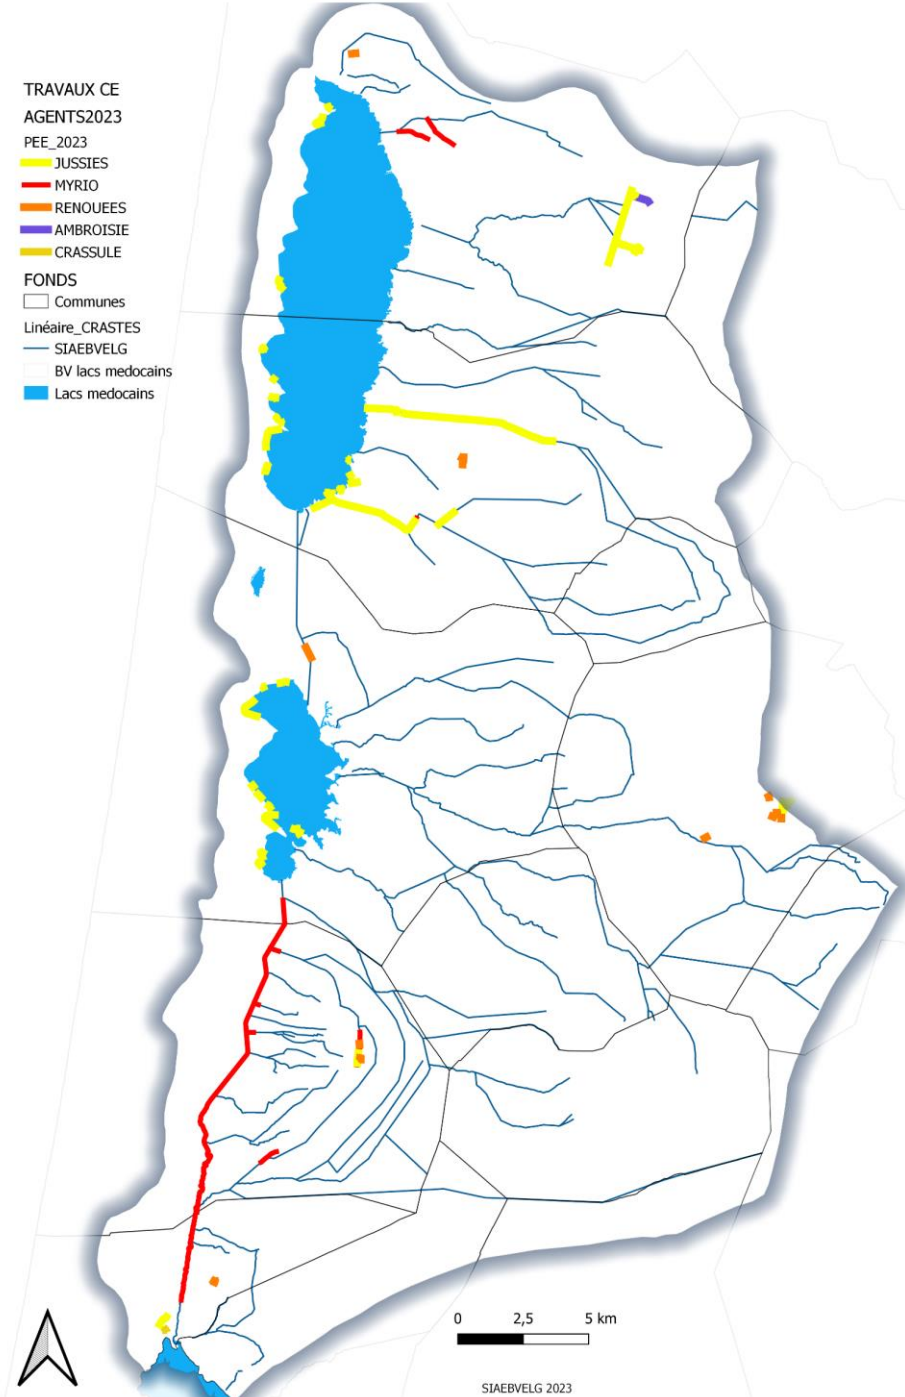 TRAVAUX CE
AGENTS2023
PEE_2023
JUSSIES
MYRIO
RENOUEES
AMBROISIE
CRASSULE
FONDS
Communes
Linéaire_CRASTES
SIAEBVELG
BV lacs medocains
Lacs medocains
0 2,5 5 km
SIAEBVELG 2023